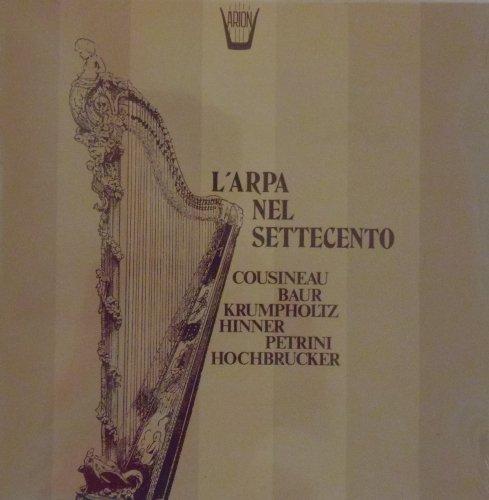 ARION
L'ARPA
NEL
SETTECENTO
COUSINEAU
BAUR
KRUMPHOLTZ
HINNER
PETRINI
HOCHBRUCKER